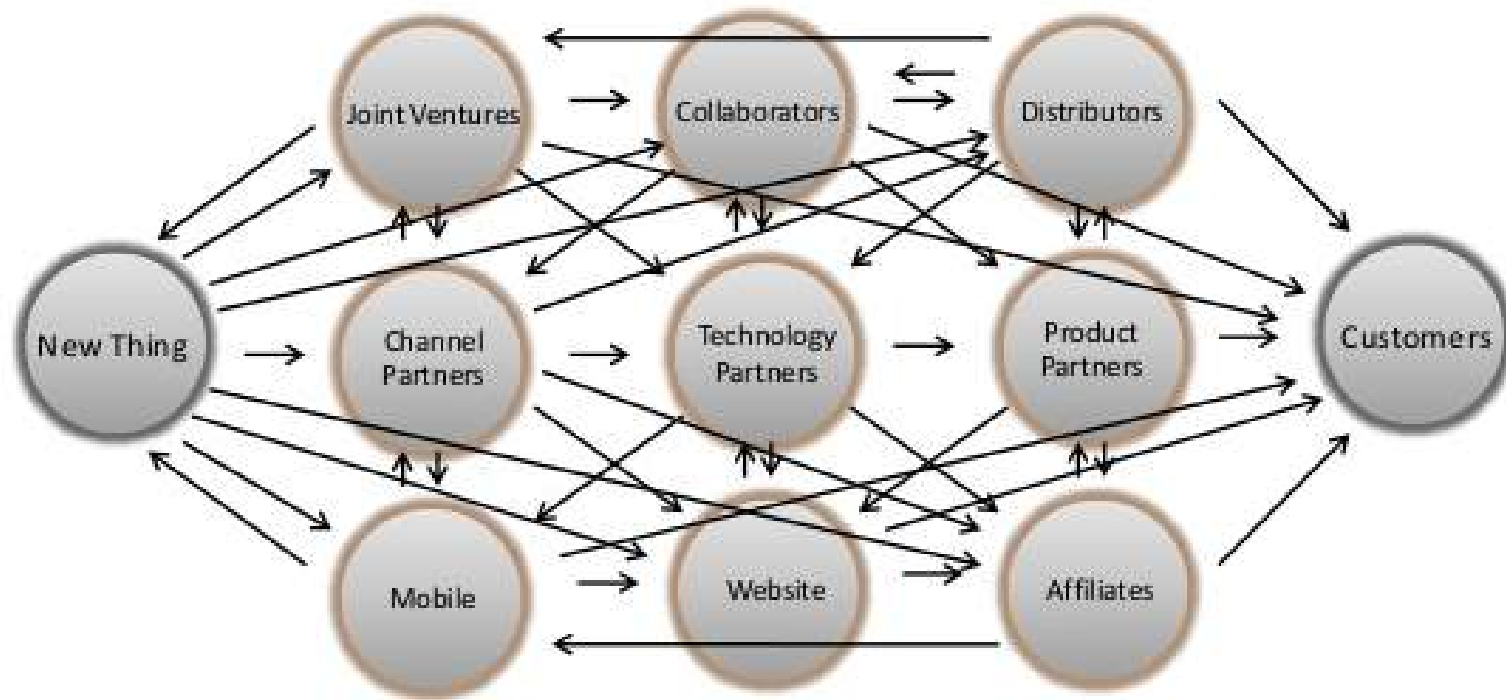 Joint Ventures
Collaborators
Distributors
New Thing
Channel
Partners
Technology
Partners
Product
Partners
Customers
Mobile
Website
Affiliates